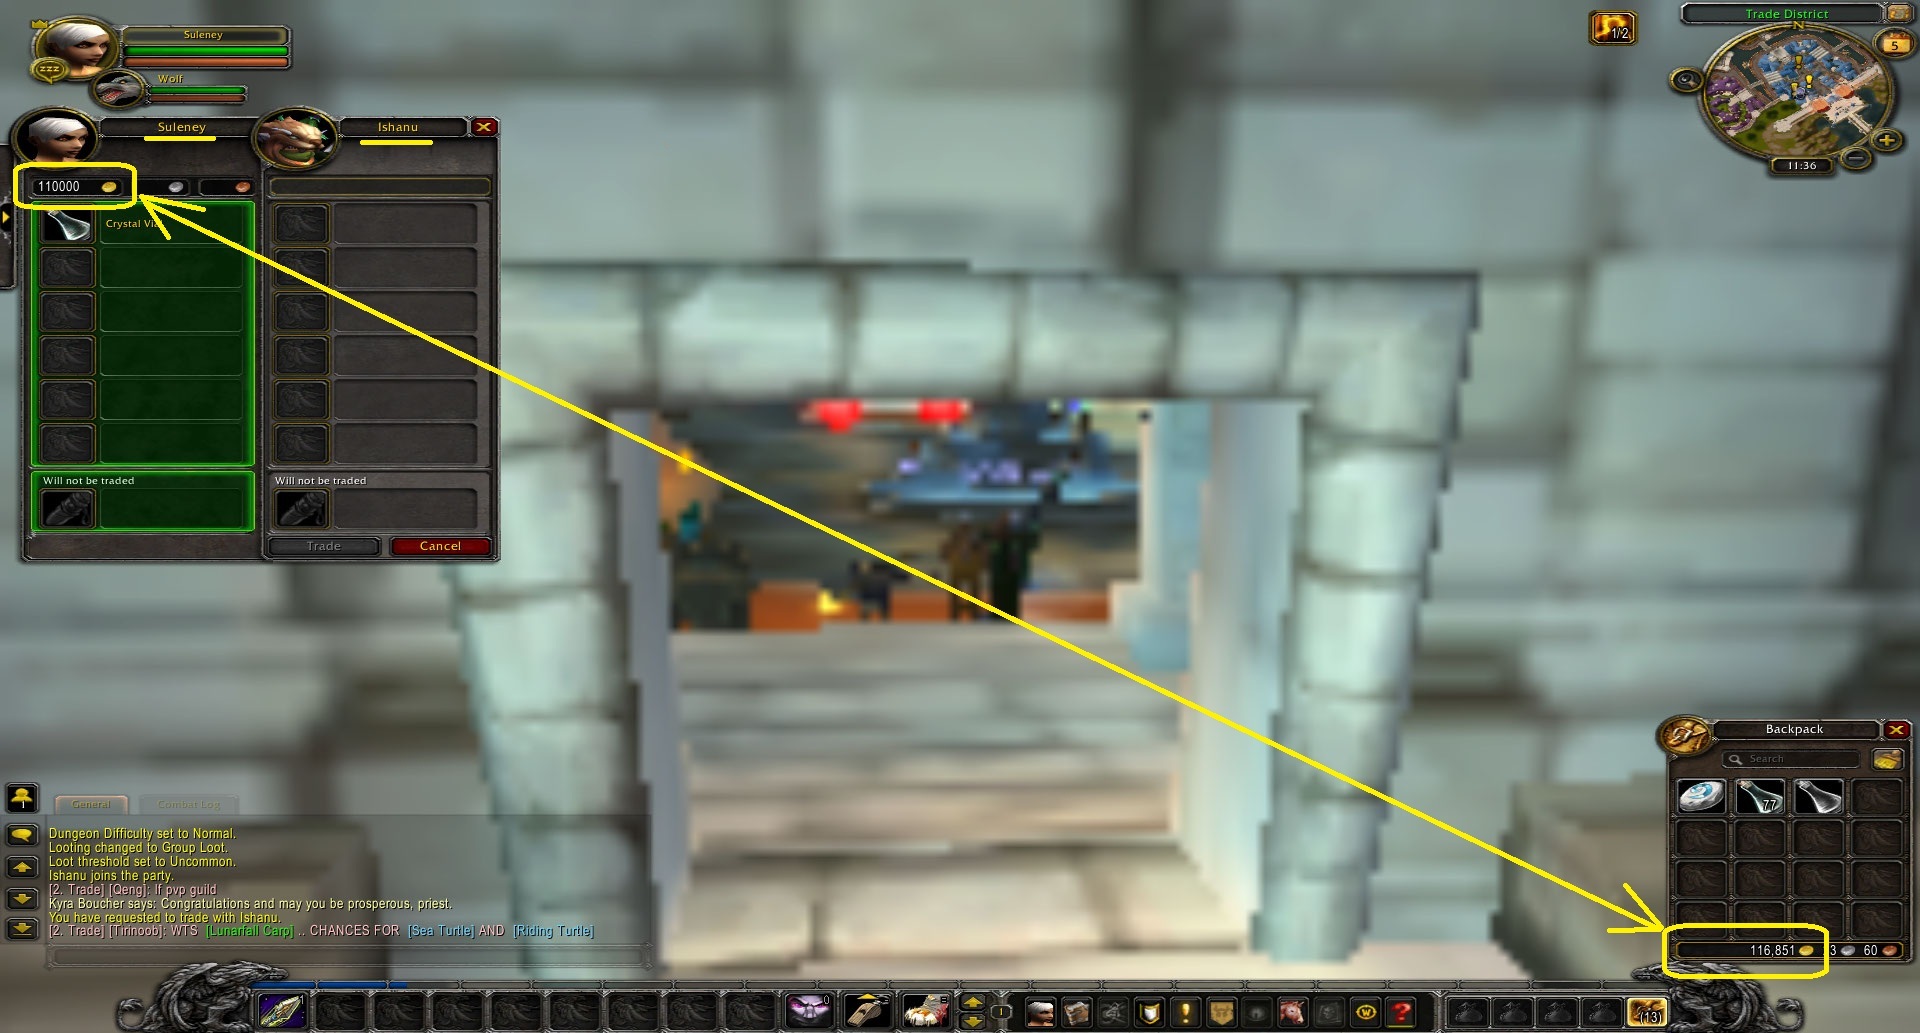 Suleney
Wolf
zzz
1/2
Trade District
N
5
11:36
Suleney
Ishanu
110000
Crystal
Will not be traded
Will not be traded
Trade
Cancel
General
Combat Log
Dungeon Difficulty set to Normal.
Looting changed to Group Loot.
Loot threshold set to Uncommon.
Ishanu joins the party.
[2. Trade] [Qeng]: lf pvp guild
Kyra Boucher says: Congratulations and may you be prosperous, priest.
You have requested to trade with Ishanu.
[2. Trade] [Tirinoob]: WTS [Lunarfall Carp] .. CHANCES FOR [Sea Turtle] AND [Riding Turtle]
Backpack
Search
77
116,851 3 60
0
1
(13)